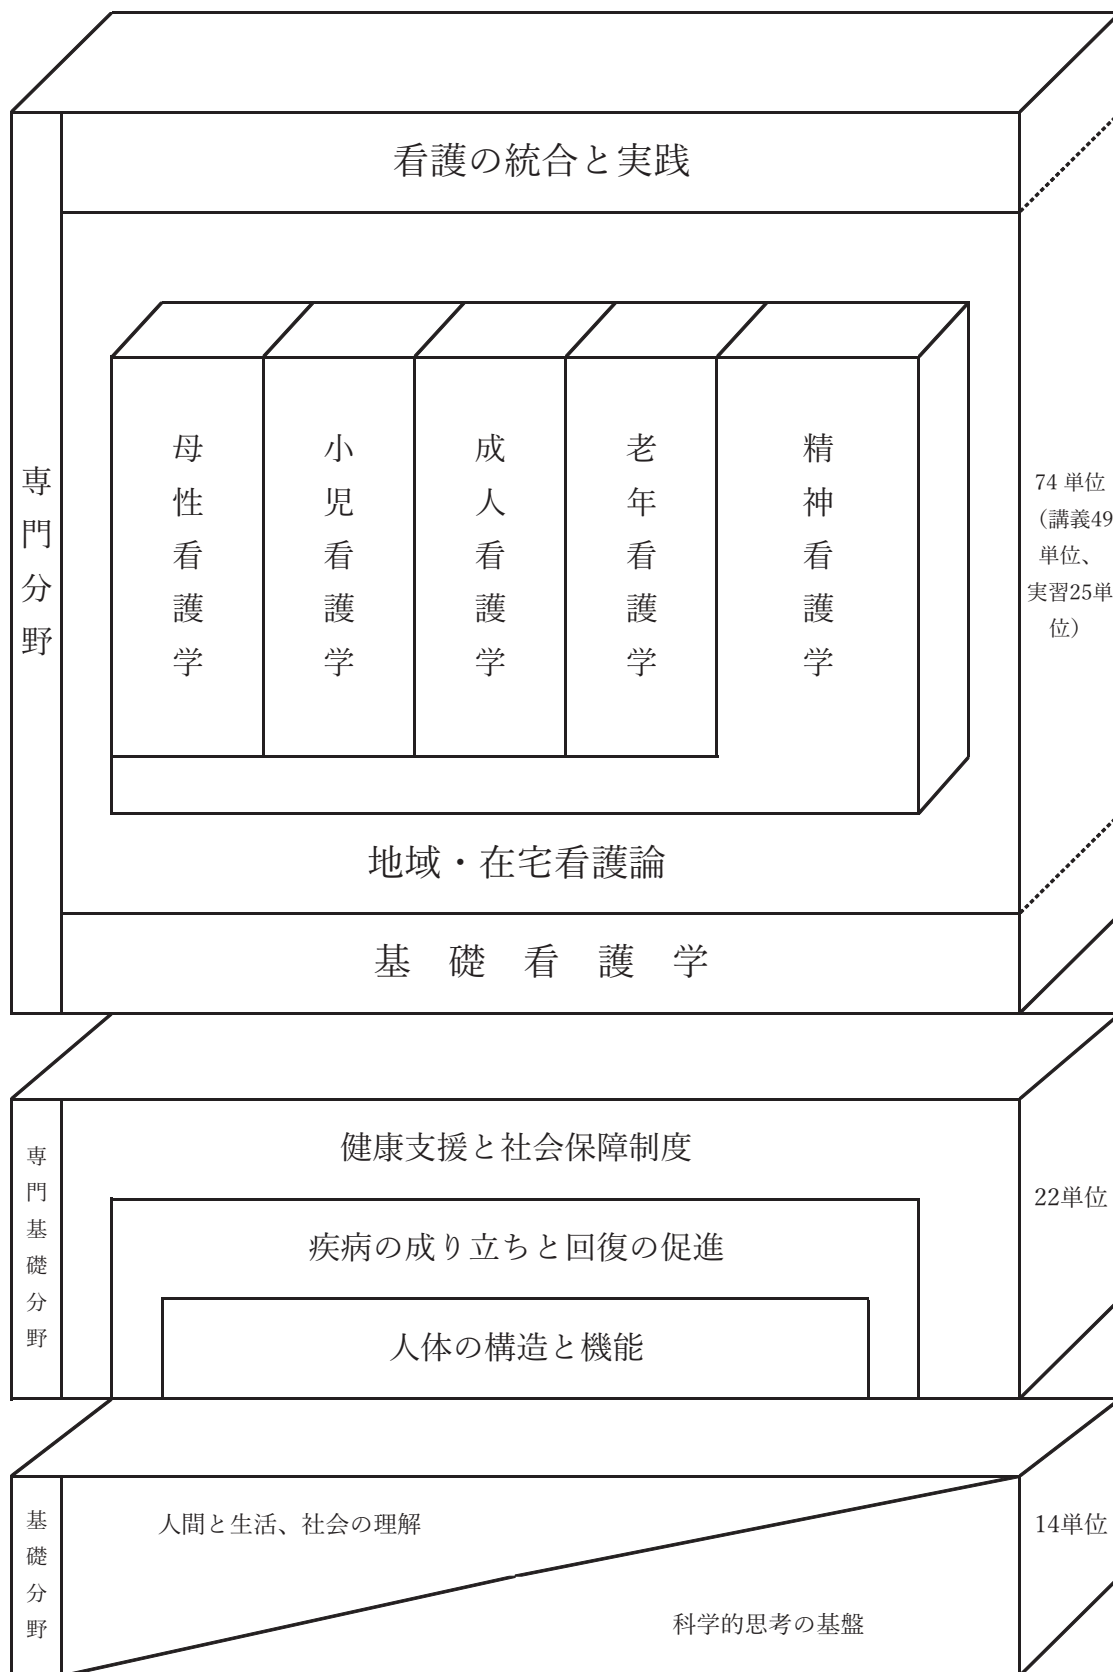 看護の統合と実践
専門分野
母性看護学
小児看護学
成人看護学
老年看護学
精神看護学
74 単位
（講義49
単位、
実習25単
位）
地域・在宅看護論
基 礎 看 護 学
専門基礎分野
健康支援と社会保障制度
疾病の成り立ちと回復の促進
人体の構造と機能
22単位
基礎分野
人間と生活、社会の理解
科学的思考の基盤
14単位